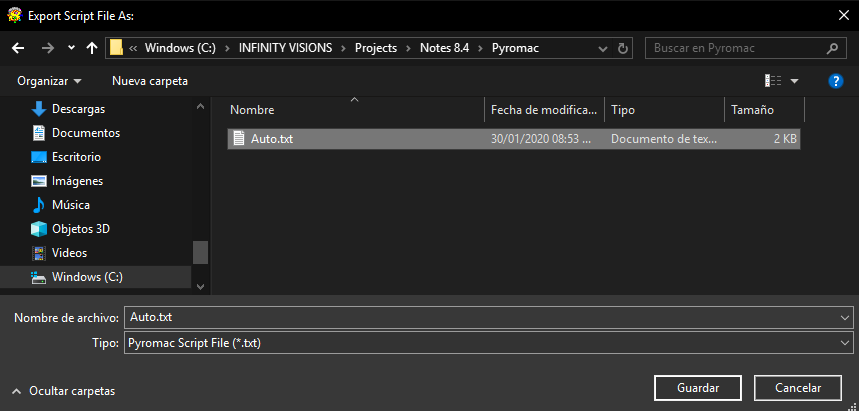 Export Script File As:
« Windows (C:) › INFINITY VISIONS › Projects › Notes 8.4 › Pyromac
Buscar en Pyromac
Organizar
Nueva carpeta
Descargas
Documentos
Escritorio
Imágenes
Música
Objetos 3D
Videos
Windows (C:)
Nombre Fecha de modifica... Tipo Tamaño
Auto.txt 30/01/2020 08:53 ... Documento de tex... 2 KB
Nombre de archivo: Auto.txt
Tipo: Pyromac Script File (*.txt)
Ocultar carpetas
Guardar
Cancelar